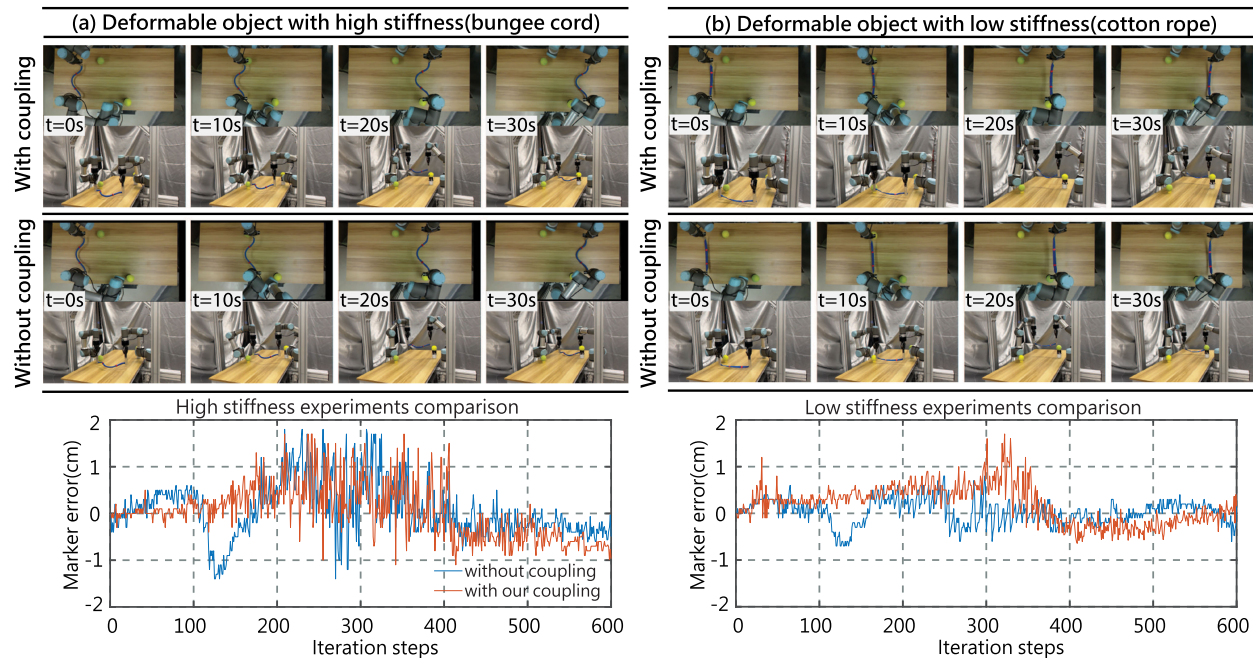 (a) Deformable object with high stiffness(bungee cord)
With coupling
t=0s
t=10s
t=20s
t=30s
Without coupling
t=0s
t=10s
t=20s
t=30s
High stiffness experiments comparison
Marker error(cm)
2
1
0
-1
-2
without coupling
with our coupling
0 100 200 300 400 500 600
Iteration steps
(b) Deformable object with low stiffness(cotton rope)
With coupling
t=0s
t=10s
t=20s
t=30s
Without coupling
t=0s
t=10s
t=20s
t=30s
Low stiffness experiments comparison
Marker error(cm)
2
1
0
-1
-2
0 100 200 300 400 500 600
Iteration steps